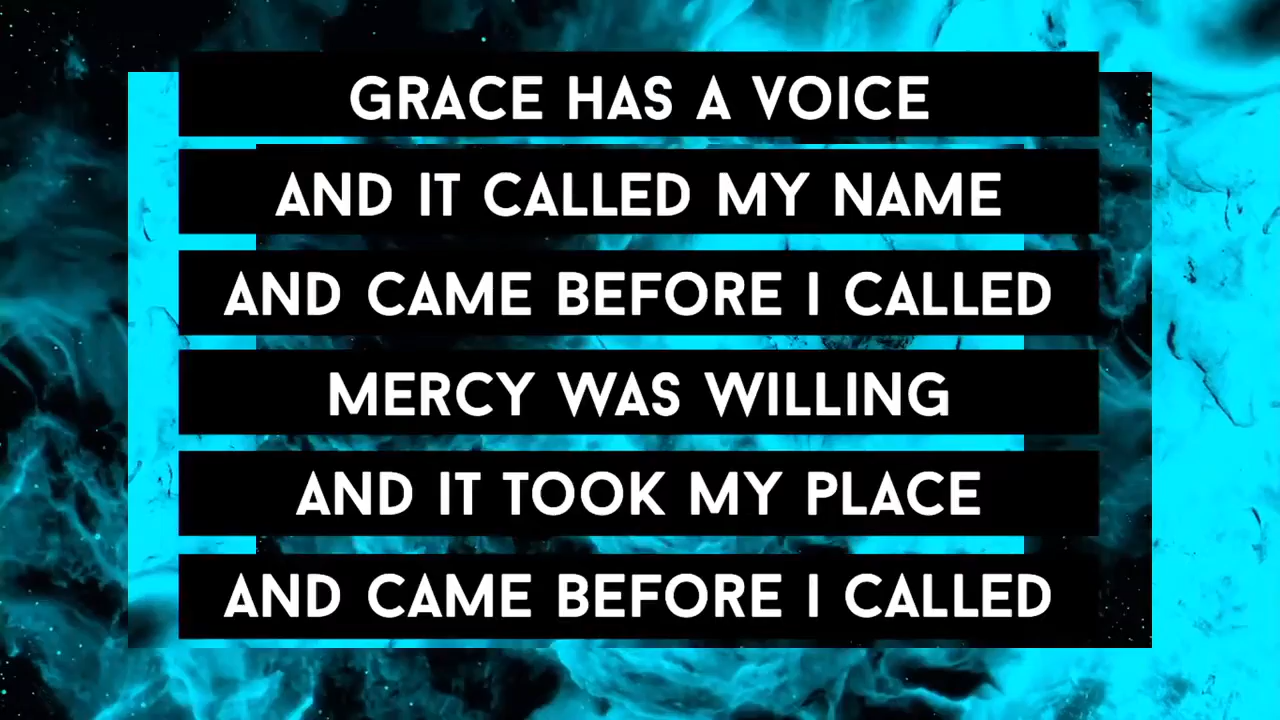 GRACE HAS A VOICE
AND IT CALLED MY NAME
AND CAME BEFORE I CALLED
MERCY WAS WILLING
AND IT TOOK MY PLACE
AND CAME BEFORE I CALLED